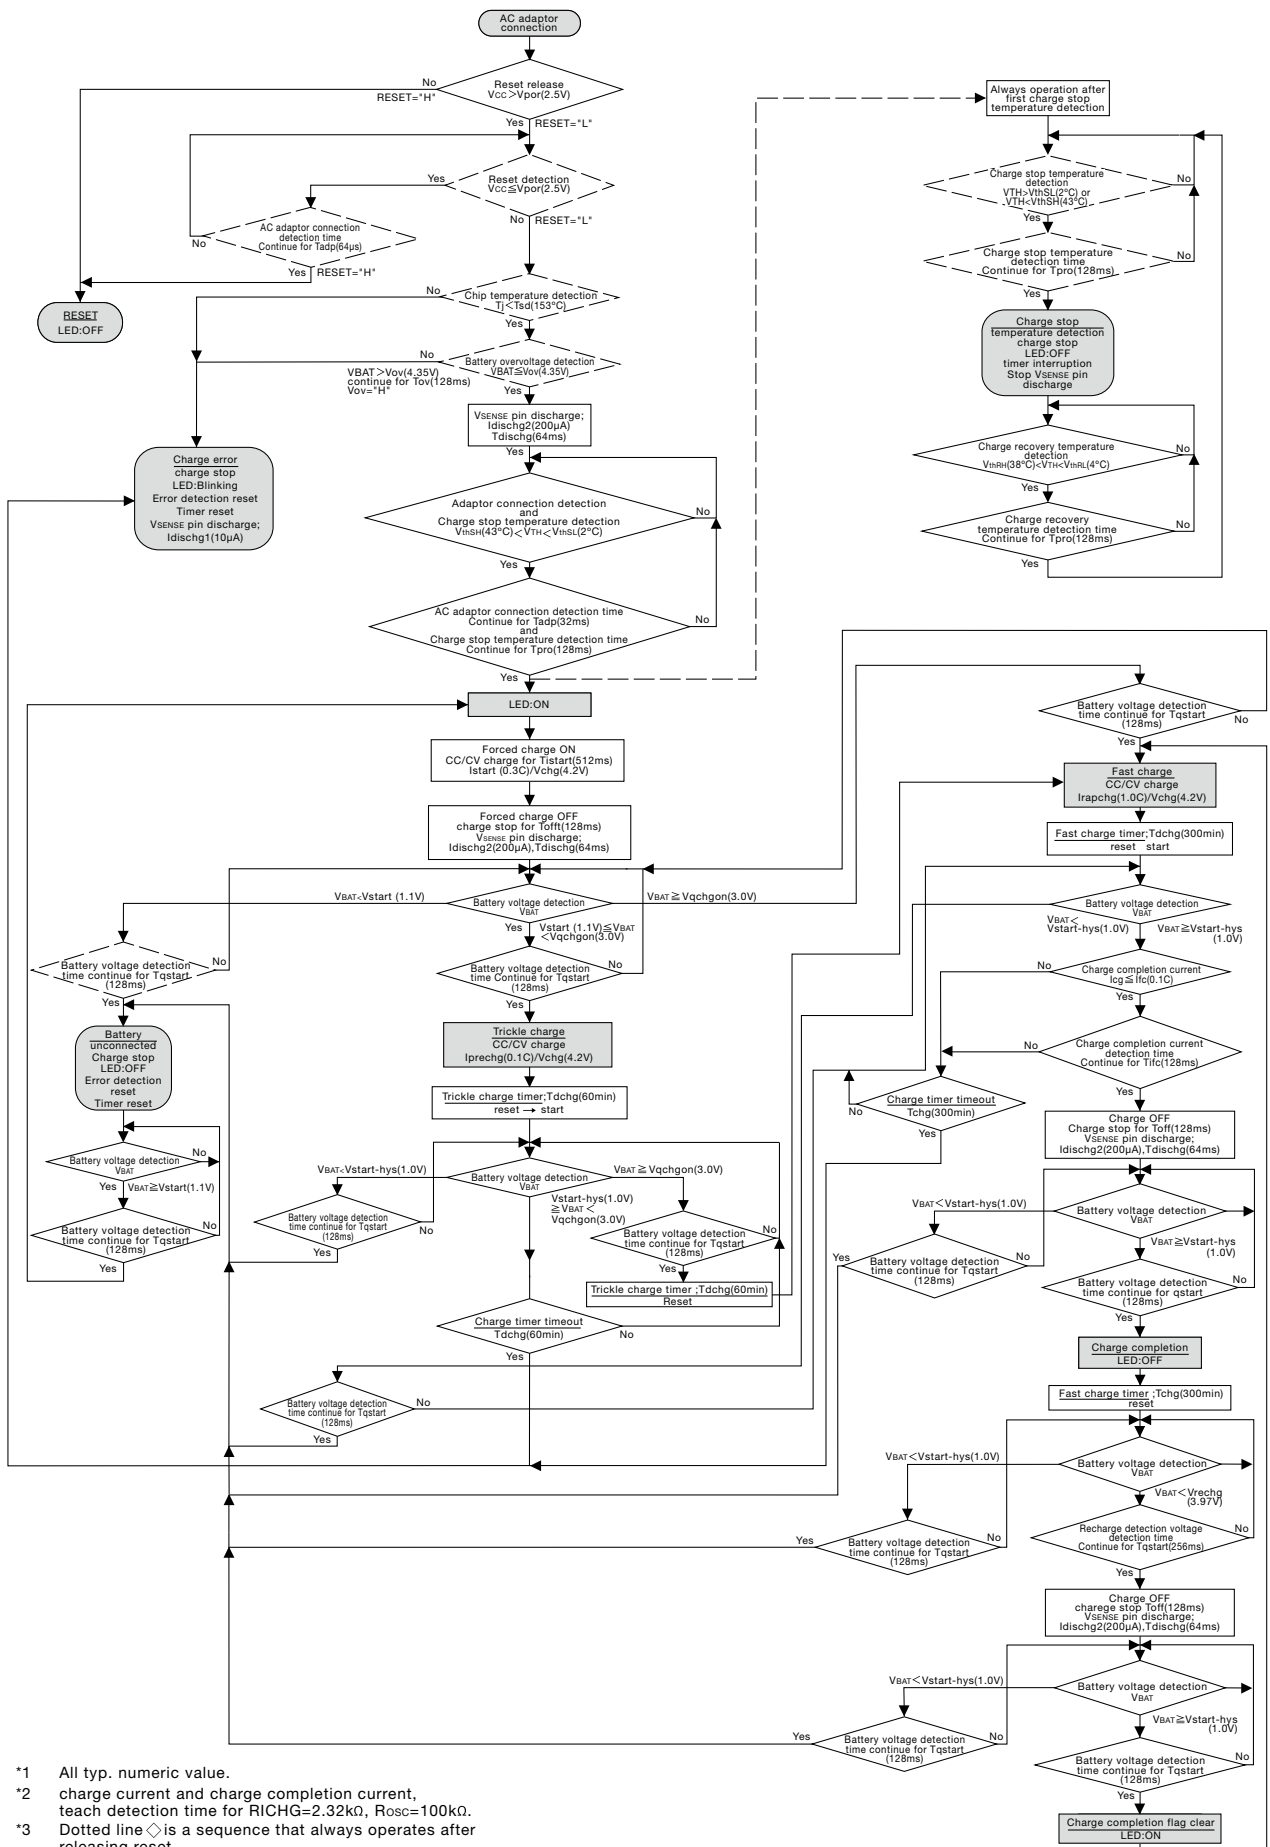 AC adaptor
connection
Reset release
VCC>Vpor(2.5V)
No
RESET="H"
Yes
RESET="L"
Reset detection
VCC≦Vpor(2.5V)
Yes
No
RESET="L"
AC adaptor connection
detection time
Continue for Tadp(64µs)
No
Yes
RESET="H"
RESET
LED:OFF
Chip temperature detection
Tj<Tsd(153°C)
No
Yes
Battery overvoltage detection
VBAT≦Vov(4.35V)
No
VBAT>Vov(4.35V)
continue for Tov(128ms)
Vov="H"
Yes
VSENSE pin discharge;
Idischg2(200µA)
Tdischg(64ms)
Yes
Charge error
charge stop
LED:Blinking
Error detection reset
Timer reset
VSENSE pin discharge;
Idischg1(10µA)
Adaptor connection detection
and
Charge stop temperature detection
VthSH(43°C)<VTH<VthSL(2°C)
No
Yes
AC adaptor connection detection time
Continue for Tadp(32ms)
and
Charge stop temperature detection time
Continue for Tpro(128ms)
No
Yes
Always operation after
first charge stop
temperature detection
Charge stop temperature
detection
VTH>VthSL(2°C) or
VTH<VthSH(43°C)
No
Yes
Charge stop temperature
detection time
Continue for Tpro(128ms)
No
Yes
Charge stop
temperature detection
charge stop
LED:OFF
timer interruption
Stop VSENSE pin
discharge
Charge recovery temperature
detection
VthRH(38°C)<VTH<VthRL(4°C)
No
Yes
Charge recovery
temperature detection time
Continue for Tpro(128ms)
No
Yes
LED:ON
Forced charge ON
CC/CV charge for Tistart(512ms)
Istart (0.3C)/Vchg(4.2V)
Forced charge OFF
charge stop for Tofft(128ms)
VSENSE pin discharge;
Idischg2(200µA),Tdischg(64ms)
VBAT<Vstart (1.1V)
Battery voltage detection
VBAT
VBAT≧Vqchgon(3.0V)
Yes
Vstart (1.1V)≦VBAT
<Vqchgon(3.0V)
Battery voltage detection
time continue for Tqstart
(128ms)
No
Yes
Battery voltage detection
time Continue for Tqstart
(128ms)
No
Yes
Battery
unconnected
Charge stop
LED:OFF
Error detection
reset
Timer reset
Battery voltage detection
VBAT
No
Yes
VBAT≧Vstart(1.1V)
Battery voltage detection
time continue for Tqstart
(128ms)
No
Yes
Trickle charge
CC/CV charge
Iprechg(0.1C)/Vchg(4.2V)
Trickle charge timer;Tdchg(60min)
reset → start
VBAT<Vstart-hys(1.0V)
Battery voltage detection
VBAT
VBAT≧Vqchgon(3.0V)
Vstart-hys(1.0V)
≧VBAT<
Vqchgon(3.0V)
Battery voltage detection
time continue for Tqstart
(128ms)
No
Yes
Battery voltage detection
time continue for Tqstart
(128ms)
No
Yes
Trickle charge timer ;Tdchg(60min)
Reset
Charge timer timeout
Tdchg(60min)
No
Yes
Battery voltage detection
time continue for Tqstart
(128ms)
No
Yes
Battery voltage detection
time continue for Tqstart
(128ms)
No
Yes
Fast charge
CC/CV charge
Irapchg(1.0C)/Vchg(4.2V)
Fast charge timer;Tdchg(300min)
reset start
Battery voltage detection
VBAT
VBAT<
Vstart-hys(1.0V)
VBAT≧Vstart-hys
(1.0V)
Charge completion current
Icg≦Ifc(0.1C)
No
Yes
Charge completion current
detection time
Continue for Tifc(128ms)
No
Yes
Charge timer timeout
Tchg(300min)
No
Yes
Charge OFF
Charge stop for Toff(128ms)
VSENSE pin discharge;
Idischg2(200µA),Tdischg(64ms)
VBAT<Vstart-hys(1.0V)
Battery voltage detection
VBAT
VBAT≧Vstart-hys
(1.0V)
Yes
Battery voltage detection
time continue for Tqstart
(128ms)
No
Battery voltage detection
time continue for qstart
(128ms)
No
Yes
Charge completion
LED:OFF
Fast charge timer ;Tchg(300min)
reset
VBAT<Vstart-hys(1.0V)
Battery voltage detection
VBAT
VBAT<Vrechg
(3.97V)
Yes
Battery voltage detection
time continue for Tqstart
(128ms)
No
Recharge detection voltage
detection time
Continue for Tqstart(256ms)
No
Yes
Charge OFF
charege stop Toff(128ms)
VSENSE pin discharge;
Idischg2(200µA),Tdischg(64ms)
VBAT<Vstart-hys(1.0V)
Battery voltage detection
VBAT
VBAT≧Vstart-hys
(1.0V)
Yes
Battery voltage detection
time continue for Tqstart
(128ms)
No
Battery voltage detection
time continue for Tqstart
(128ms)
No
Yes
Charge completion flag clear
LED:ON
*1 All typ. numeric value.
*2 charge current and charge completion current,
teach detection time for RICHG=2.32kΩ, ROSC=100kΩ.
*3 Dotted line ◇ is a sequence that always operates after
releasing reset